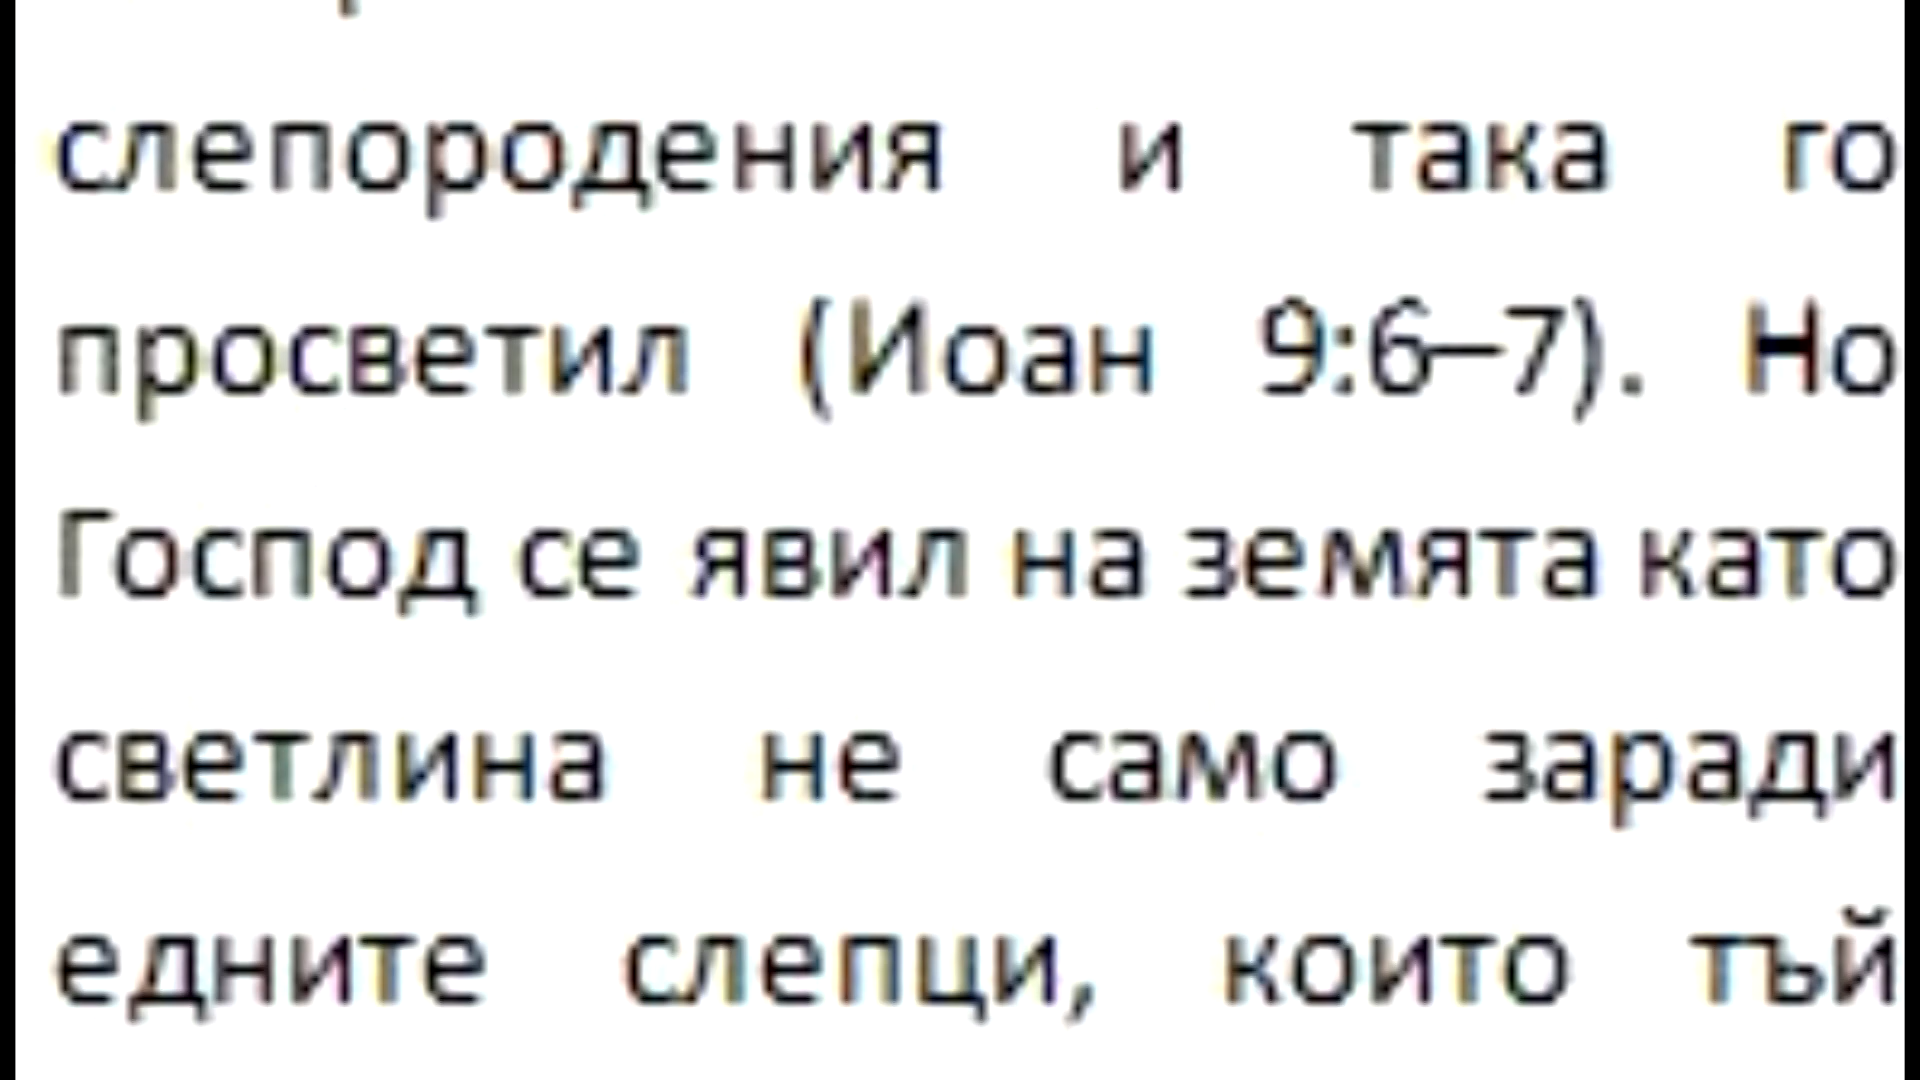 слепородения и така го
просветил (Иоан 9:6–7). Но
Господ се явил на земята като
светлина не само заради
едните слепци, които тъй